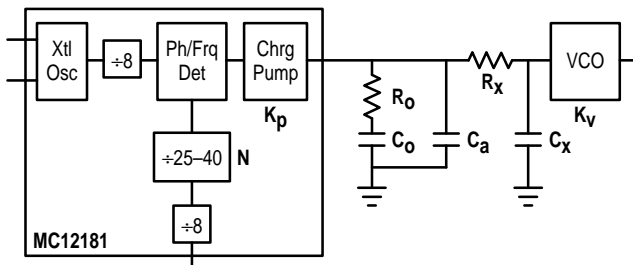 Xtl
Osc
÷8
Ph/Frq
Det
Chrg
Pump
Kp
Ro
Co
Ca
Rx
Cx
VCO
Kv
÷25–40
N
÷8
MC12181